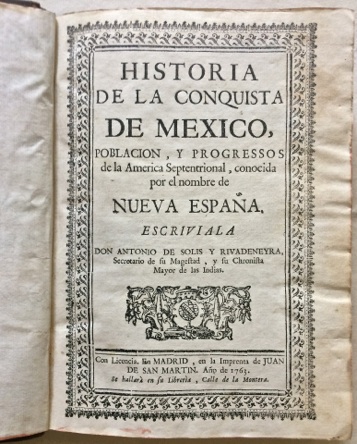 HISTORIA
DE LA CONQUISTA
DE MEXICO,
POBLACION, Y PROGRESSOS
de la America Septentrional, conocida
por el nombre de
NUEVA ESPAÑA.
ESCRIVIALA
DON ANTONIO DE SOLIS Y RIVADENEYRA,
Secretario de su Magestad, y su Chronista
Mayor de las Indias.
Con Licencia. En MADRID, en la Imprenta de JUAN
DE SAN MARTIN. Año de 1763.
Se hallarà en su Libreria, Calle de la Montera.